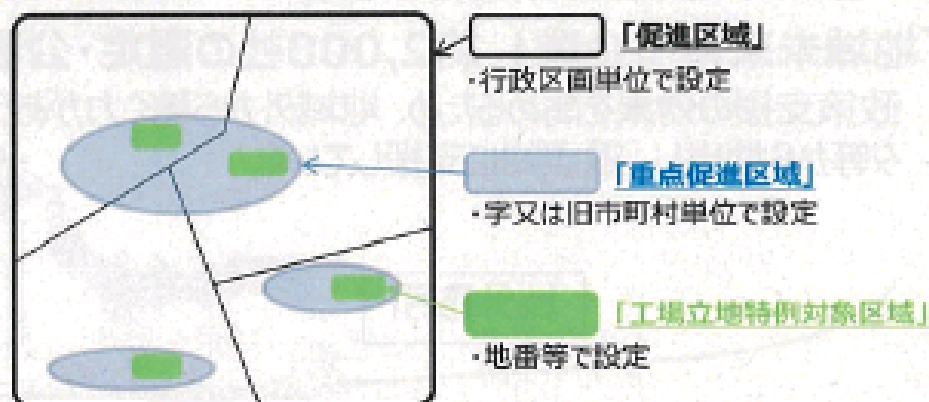 「促進区域」
・行政区画単位で設定
「重点促進区域」
・字又は旧市町村単位で設定
「工場立地特例対象区域」
・地番等で設定